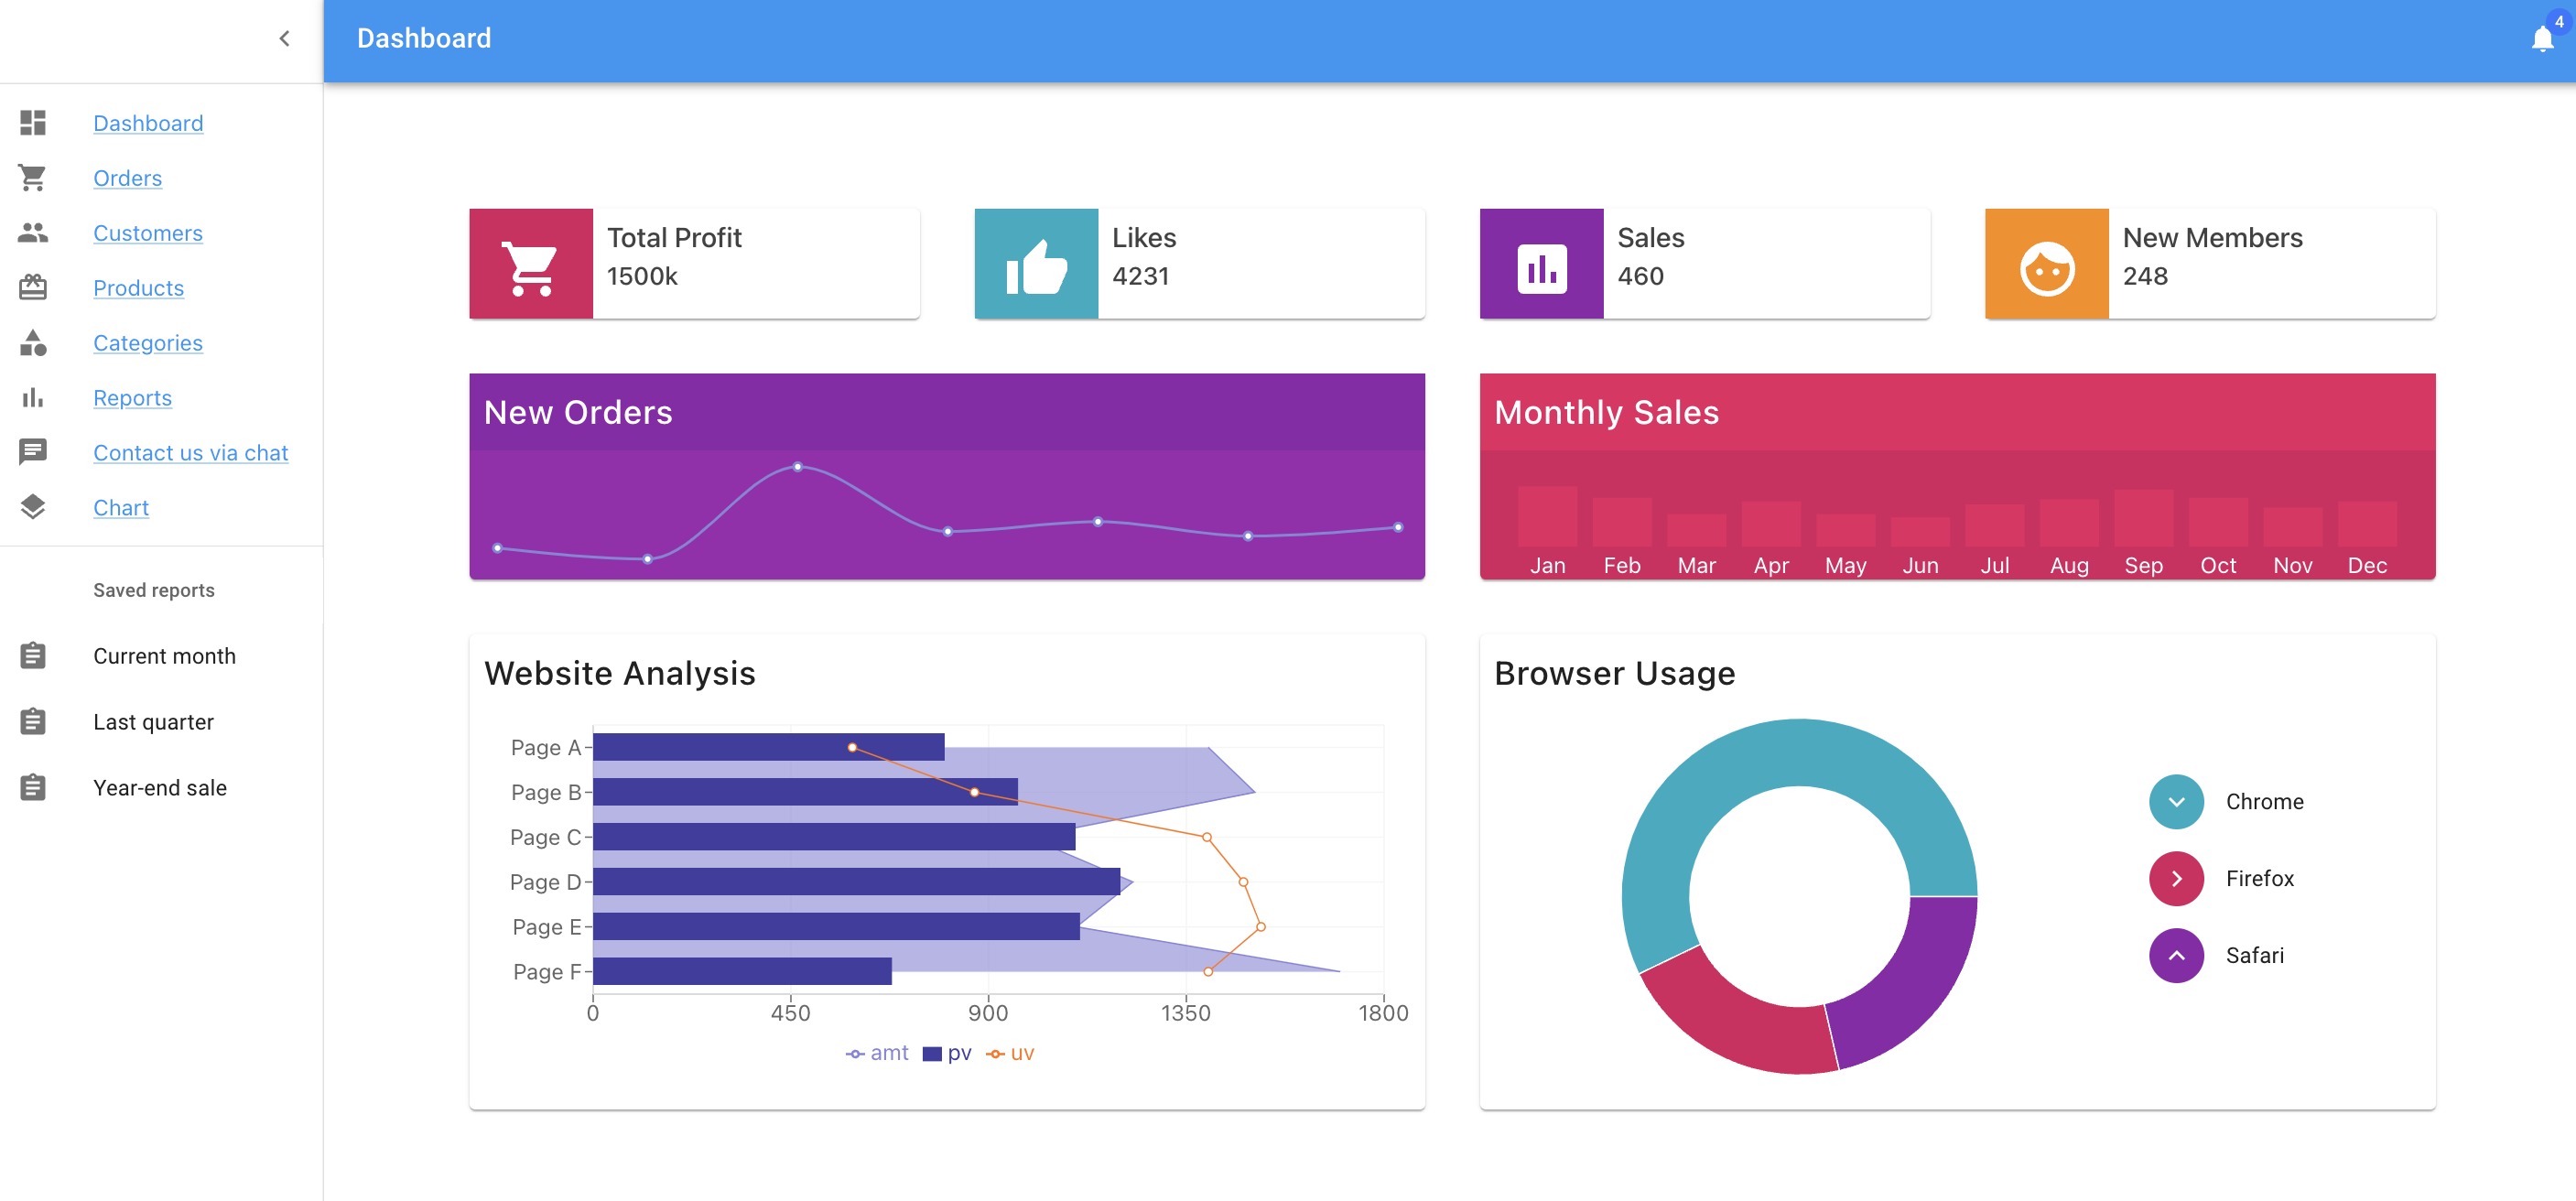 Dashboard
4
Dashboard
Orders
Customers
Products
Categories
Reports
Contact us via chat
Chart
Saved reports
Current month
Last quarter
Year-end sale
Total Profit
1500k
Likes
4231
Sales
460
New Members
248
New Orders
Monthly Sales
Jan Feb Mar Apr May Jun Jul Aug Sep Oct Nov Dec
Website Analysis
Page A
Page B
Page C
Page D
Page E
Page F
0 450 900 1350 1800
amt pv uv
Browser Usage
Chrome
Firefox
Safari